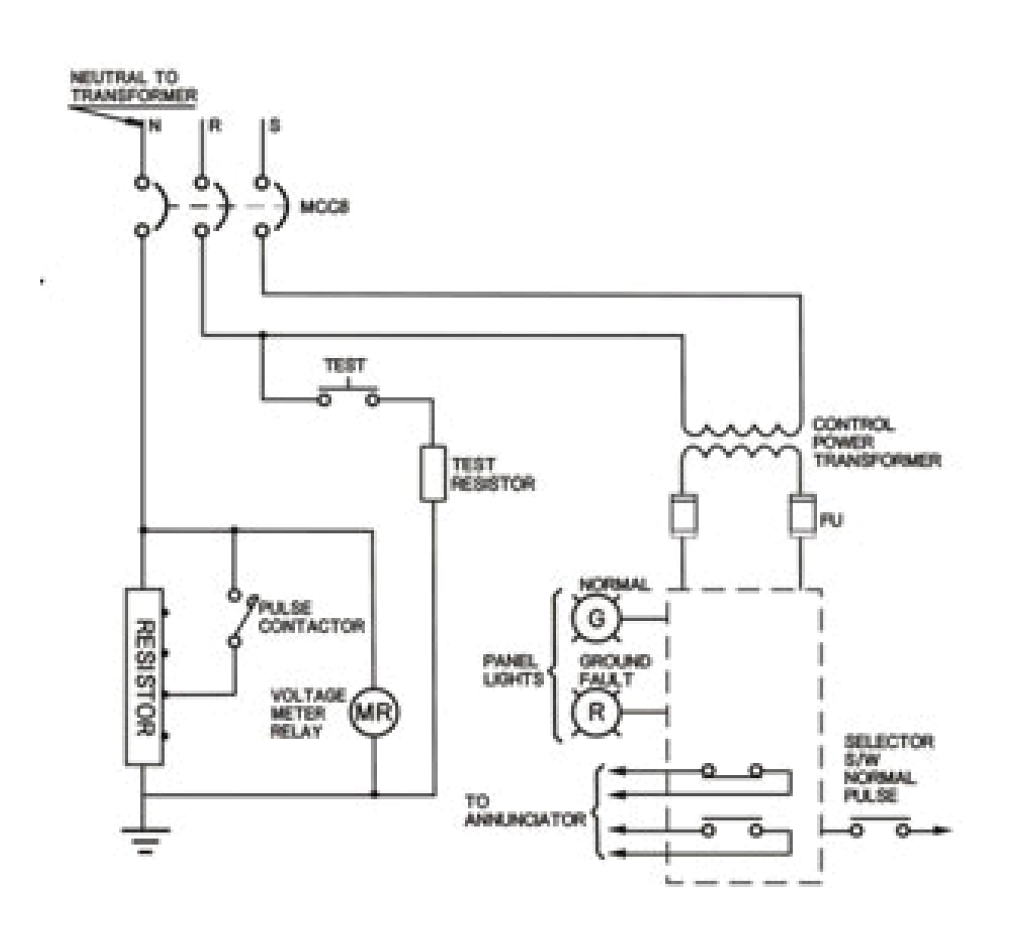 NEUTRAL TO
TRANSFORMER
N
R
S
MCC8
TEST
CONTROL
POWER
TRANSFORMER
TEST
RESISTOR
FU
NORMAL
G
PULSE
CONTACTOR
RESISTOR
PANEL
LIGHTS
GROUND
FAULT
R
VOLTAGE
METER
RELAY
MR
SELECTOR
S/W
NORMAL
PULSE
TO
ANNUNCIATOR